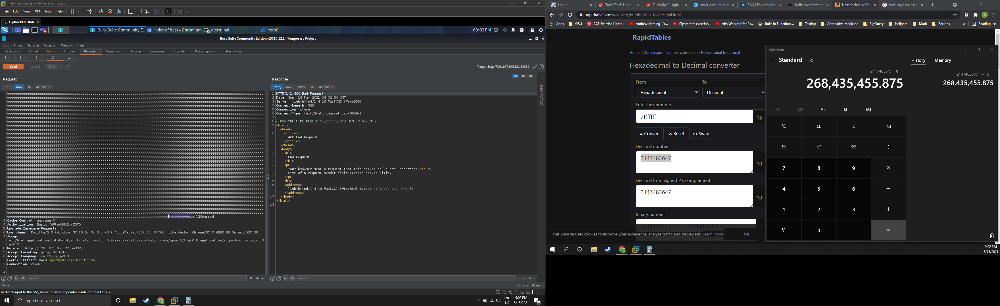 TryHackMe-Kali - VMware Workstation
File Edit View VM Tabs Help
TryHackMe-Kali
Burp Suite Community E... Index of /test - Chromium qterminal *eth0 09:02 PM
Burp Suite Community Edition v2020.12.1 - Temporary Project
Burp Project Intruder Repeater Window Help
Dashboard Target Proxy Intruder Repeater Sequencer Decoder Comparer Extender Project options User options
3 × 8 × 9 × 10 × ...
Send Cancel < >
Target: http://138.197.195.122:54332
Request
Pretty Raw \n Actions
cat%20passwd
3 Cache-Control: max-age=0
4 Authorization: Basic YWRtaW46d2hvZGF0
5 Upgrade-Insecure-Requests: 1
6 User-Agent: Mozilla/5.0 (Windows NT 10.0; Win64; x64) AppleWebKit/537.36 (KHTML, like Gecko) Chrome/87.0.4280.88 Safari/537.36
7 Accept:
text/html,application/xhtml+xml,application/xml;q=0.9,image/avif,image/webp,image/apng,*/*;q=0.8,application/signed-exchange;v=b3
;q=0.9
8 Referer: http://138.197.195.122:54332/
9 Accept-Encoding: gzip, deflate
10 Accept-Language: en-US,en;q=0.9
11 Cookie: PHPSESSID=td1sgn20g3rkbfji8mmn8qdo06
12 Connection: close
13
14
Search... 0 matches
Done
Response
Pretty Raw Render \n Actions
INSPECTOR
1 HTTP/1.1 400 Bad Request
2 Date: Sun, 16 May 2021 04:02:34 GMT
3 Server: lighthttpd/1.4.16 FastCGI (FreeBSD)
4 Content-Length: 366
5 Connection: close
6 Content-Type: text/html; charset=iso-8859-1
7
8 <!DOCTYPE HTML PUBLIC "-//IETF//DTD HTML 2.0//EN">
9 <html>
<head>
10 <title>
400 Bad Request
</title>
11 </head>
<body>
12 <h1>
Bad Request
</h1>
13 <p>
Your browser sent a request that this server could not understand.<br />
14 Size of a request header field exceeds server limit.
</p>
15 <hr>
16 <address>
lighthttpd/1.4.16 FastCGI (FreeBSD) Server at localhost Port 80
</address>
17 </body>
</html>
18
Search... 0 matches
561 bytes | 61 millis
To direct input to this VM, move the mouse pointer inside or press Ctrl+G.
Type here to search
ENG
US
9:02 PM
5/15/2021
10
Log In TurboTax® Login - TurboTax® Login - Intuit Account Man SANS Foundations Buffer overflow att Hexadecimal to De how large are ascii
rapidtables.com/convert/number/hex-to-decimal.html
S
Apps OSU ACE Exercise Librar... Andrew Heming - Y... Plyometric exercise... Abs Workout for Pe... Built-in Functions... Testing Alternative Medicine BigQuery Hellgate Math Recipes » Reading list
RapidTables
Home › Conversion › Number conversion › Hexadecimal to decimal
Hexadecimal to Decimal converter
From To
Hexadecimal Decimal
Enter hex number
7fffffff 16
= Convert × Reset Swap
Decimal number
2147483647 10
Decimal from signed 2's complement
2147483647 10
Binary number
This website uses cookies to improve your experience, analyze traffic and display ads. Learn more OK
Calculator
Standard
History Memory
2147483647 ÷ 8 =
268,435,455.875
2147483647 ÷ 8 =
268,435,455.875
MC MR M+ M- MS
% CE C
¹/x x² ²√x ÷
7 8 9 ×
4 5 6 −
1 2 3 +
+/− 0 . =
9:02 PM
5/15/2021